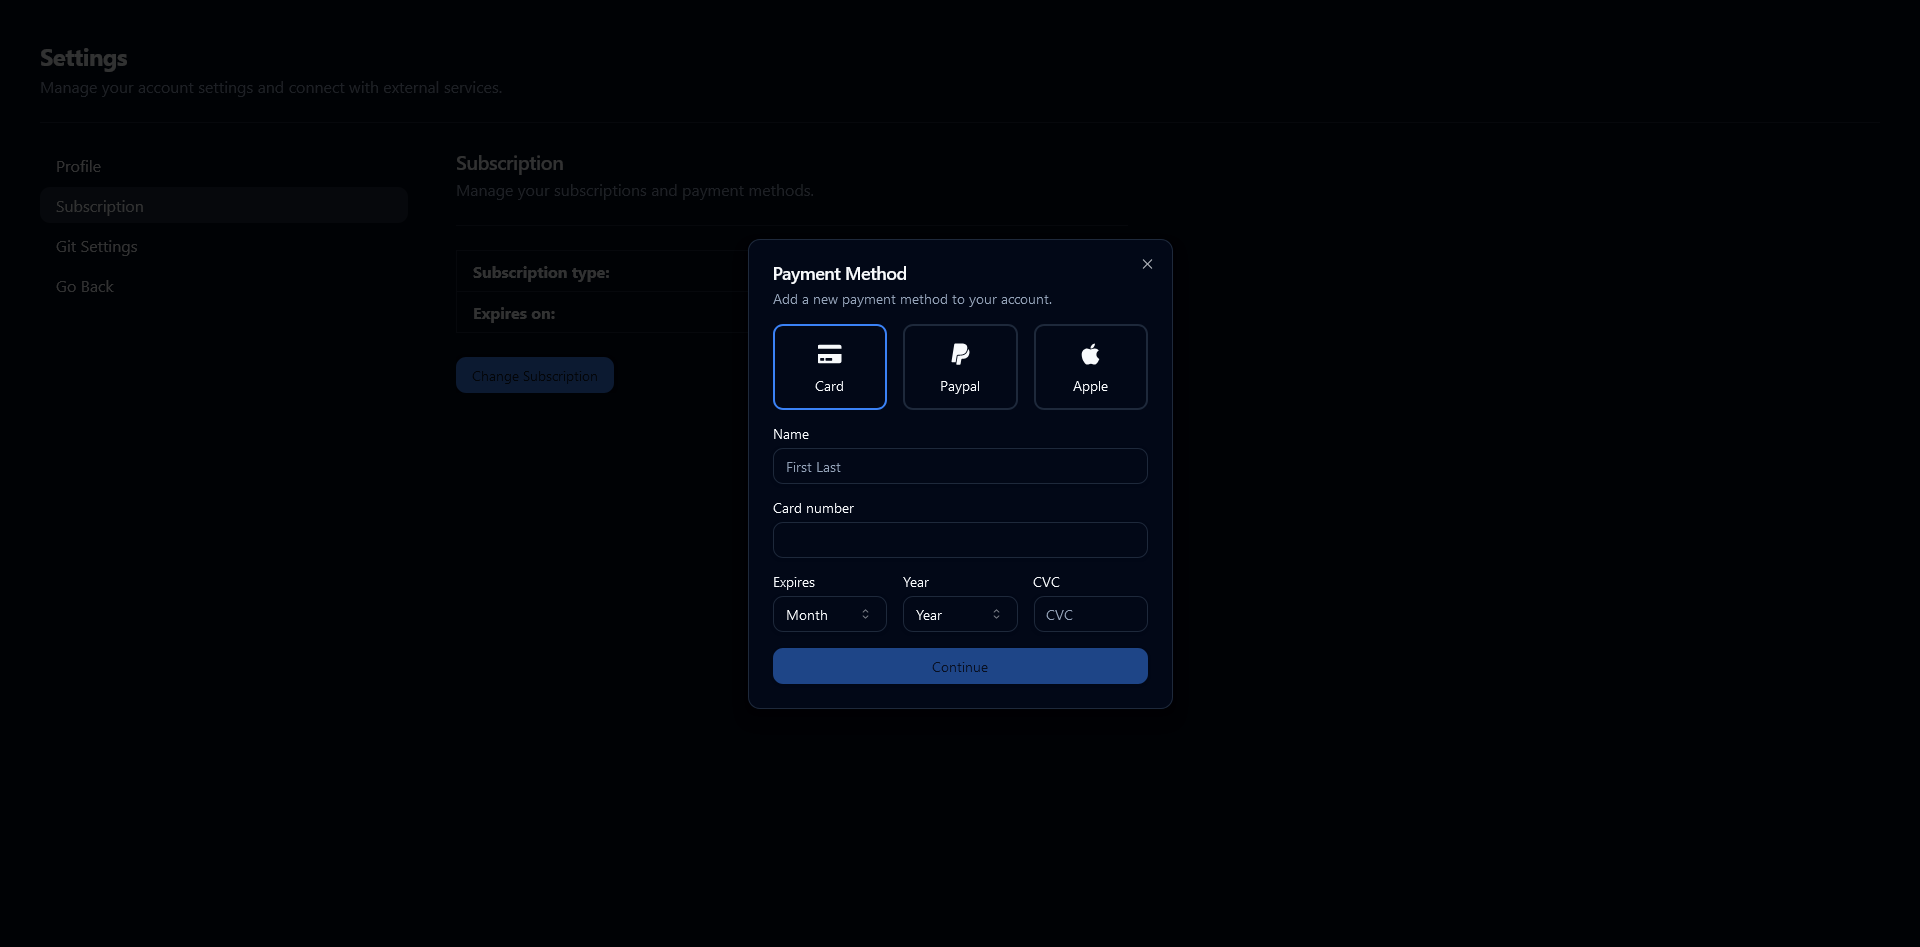 Settings
Manage your account settings and connect with external services.
Profile
Subscription
Git Settings
Go Back
Subscription
Manage your subscriptions and payment methods.
Subscription type:
Expires on:
Change Subscription
Payment Method
Add a new payment method to your account.
Card Paypal Apple
Name
First Last
Card number
Expires Year CVC
Month Year CVC
Continue